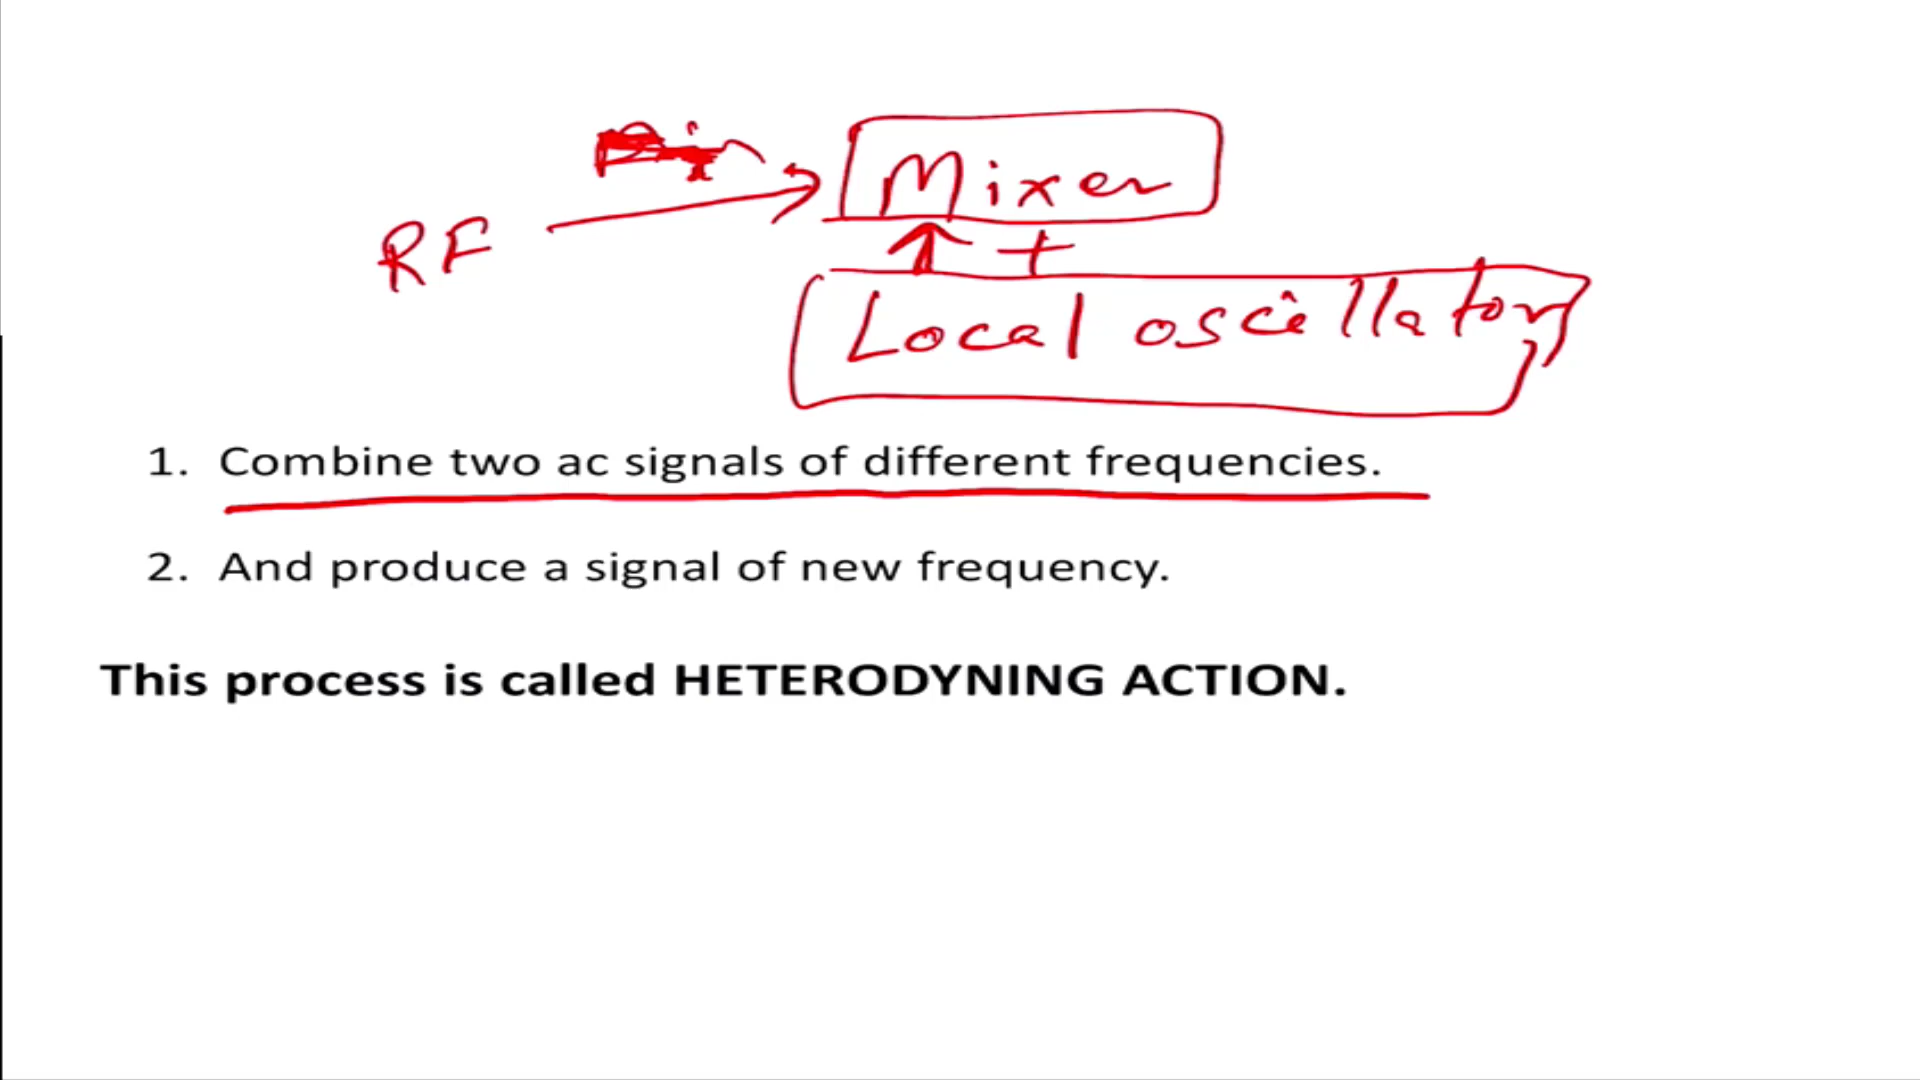 Mixer
RF
+
Local oscillator
1. Combine two ac signals of different frequencies.
2. And produce a signal of new frequency.
This process is called HETERODYNING ACTION.